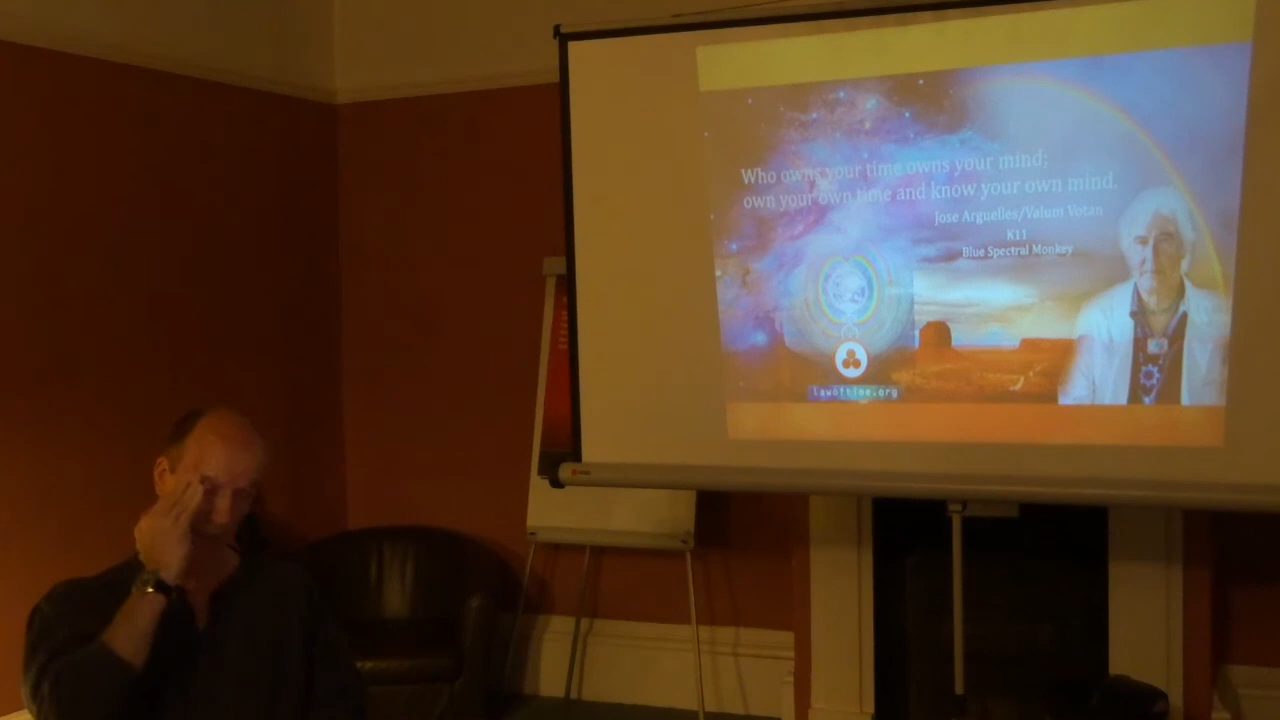 Who owns your time owns your mind;
own your own time and know your own mind.
Jose Arguelles/Valum Votan
K11
Blue Spectral Monkey
lawoftime.org